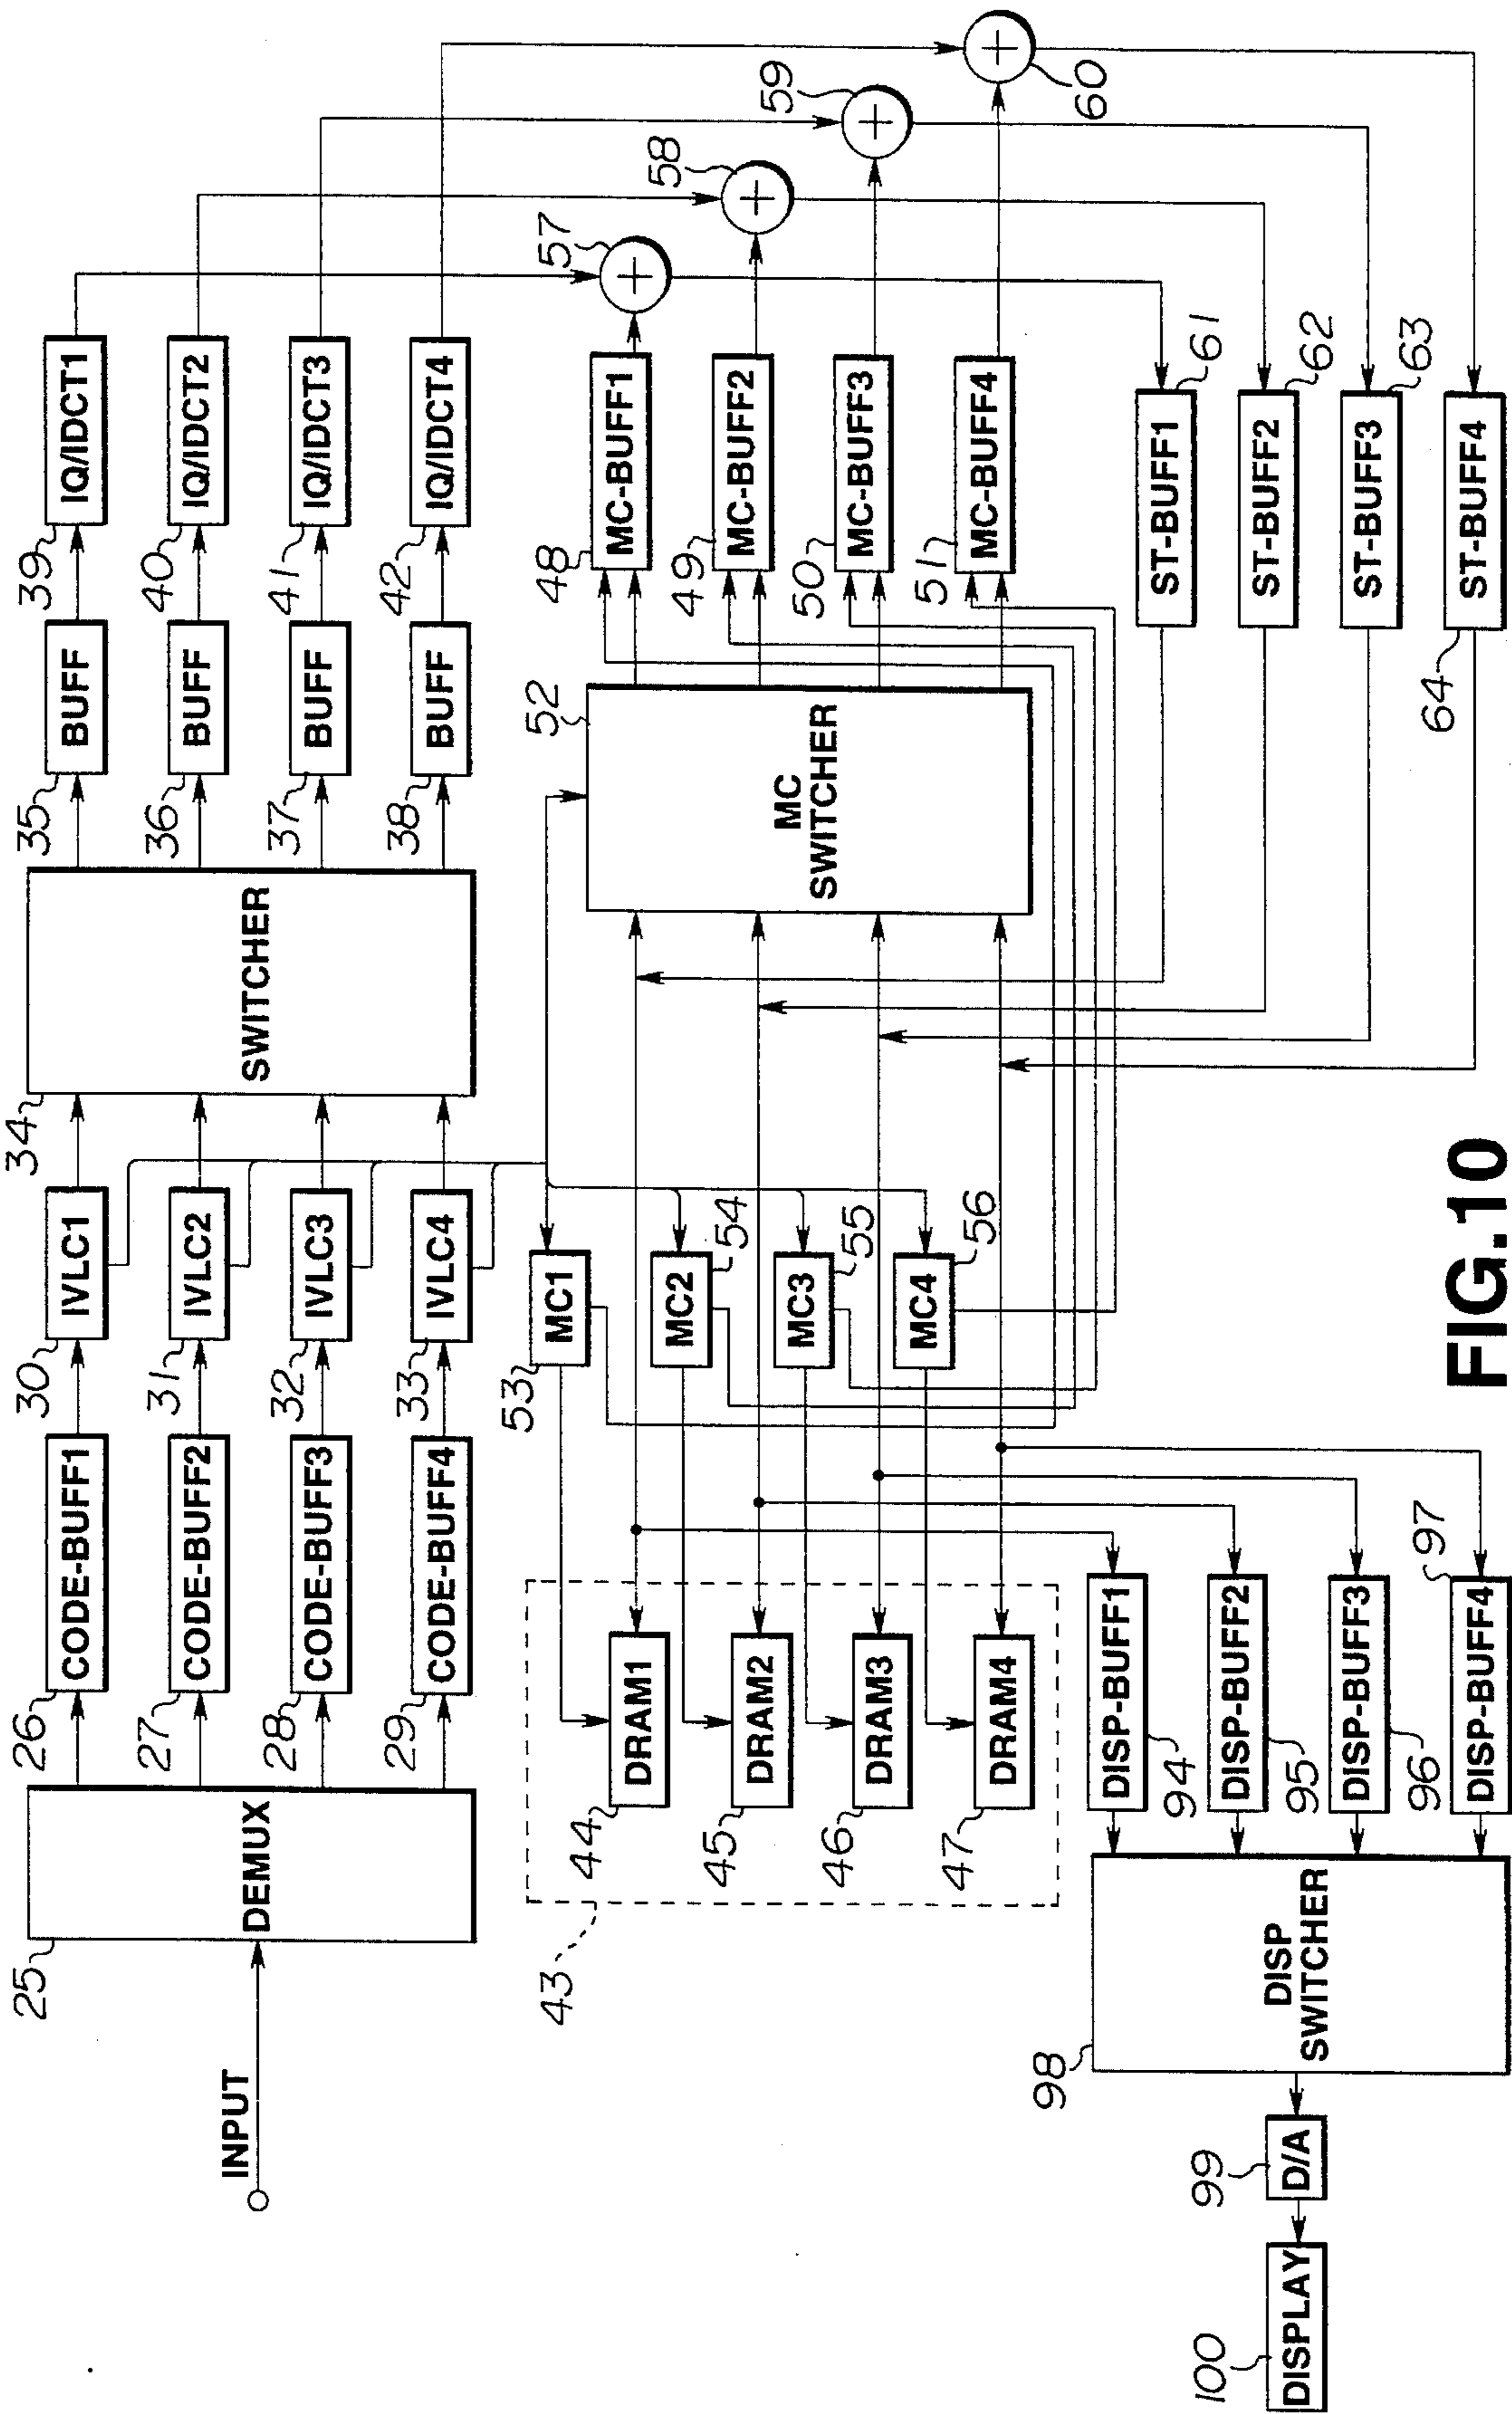 INPUT
25
DEMUX
26
CODE-BUFF1
27
CODE-BUFF2
28
CODE-BUFF3
29
CODE-BUFF4
30
IVLC1
31
IVLC2
32
IVLC3
33
IVLC4
34
SWITCHER
35
BUFF
36
BUFF
37
BUFF
38
BUFF
39
IQ/IDCT1
40
IQ/IDCT2
41
IQ/IDCT3
42
IQ/IDCT4
43
44
DRAM1
45
DRAM2
46
DRAM3
47
DRAM4
53
MC1
MC2
54
MC3
55
MC4
56
52
MC
SWITCHER
48
MC-BUFF1
49
MC-BUFF2
50
MC-BUFF3
51
MC-BUFF4
57
+
58
+
59
+
60
+
ST-BUFF1
61
ST-BUFF2
62
ST-BUFF3
63
ST-BUFF4
64
DISP-BUFF1
94
DISP-BUFF2
95
DISP-BUFF3
96
DISP-BUFF4
97
98
DISP
SWITCHER
99
D/A
100
DISPLAY
FIG.10